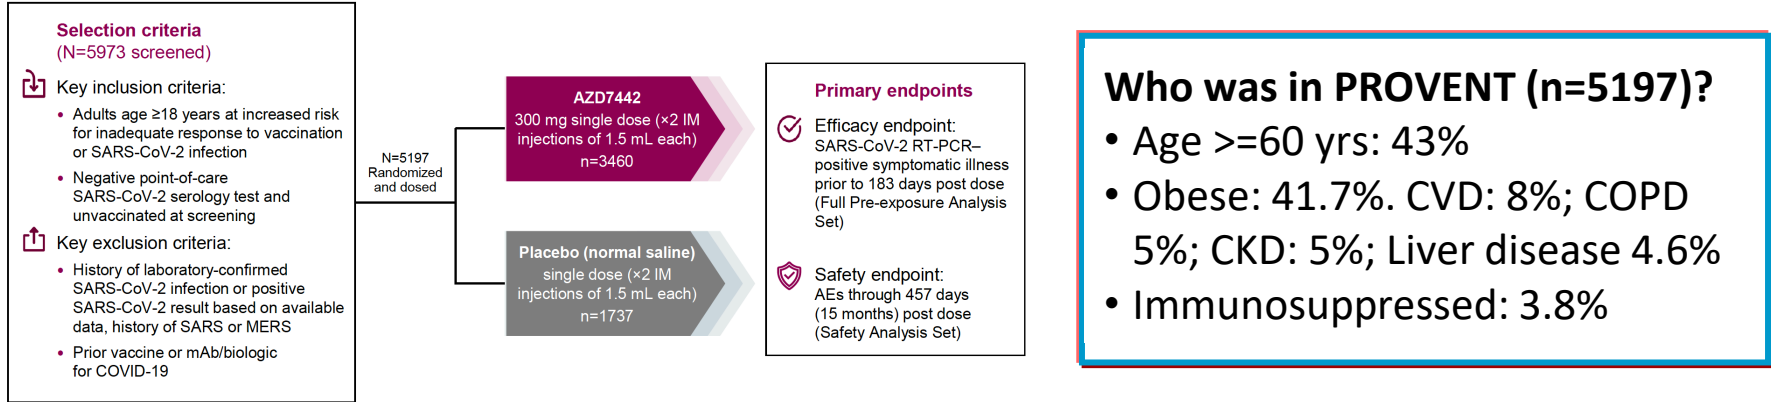 Selection criteria
(N=5973 screened)
Key inclusion criteria:
• Adults age ≥18 years at increased risk
for inadequate response to vaccination
or SARS-CoV-2 infection
• Negative point-of-care
SARS-CoV-2 serology test and
unvaccinated at screening
Key exclusion criteria:
• History of laboratory-confirmed
SARS-CoV-2 infection or positive
SARS-CoV-2 result based on available
data, history of SARS or MERS
• Prior vaccine or mAb/biologic
for COVID-19
N=5197
Randomized
and dosed
AZD7442
300 mg single dose (×2 IM
injections of 1.5 mL each)
n=3460
Placebo (normal saline)
single dose (×2 IM
injections of 1.5 mL each)
n=1737
Primary endpoints
Efficacy endpoint:
SARS-CoV-2 RT-PCR–
positive symptomatic illness
prior to 183 days post dose
(Full Pre-exposure Analysis
Set)
Safety endpoint:
AEs through 457 days
(15 months) post dose
(Safety Analysis Set)
Who was in PROVENT (n=5197)?
• Age >=60 yrs: 43%
• Obese: 41.7%. CVD: 8%; COPD
5%; CKD: 5%; Liver disease 4.6%
• Immunosuppressed: 3.8%